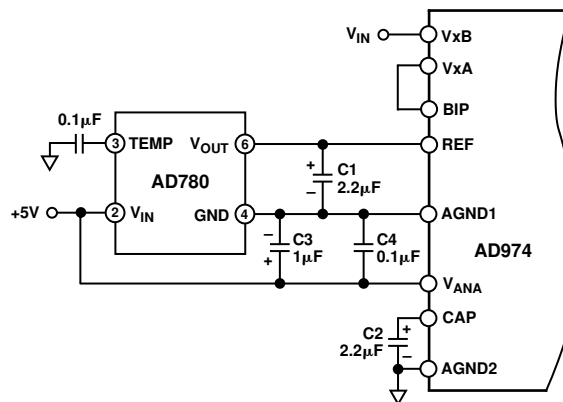 V_IN
VxB
VxA
BIP
0.1μF
3
TEMP
V_OUT
6
REF
AD780
+
C1
2.2μF
–
+5V
2
V_IN
GND
4
AGND1
AD974
–
C3
1μF
+
C4
0.1μF
V_ANA
CAP
C2
2.2μF
+
–
AGND2